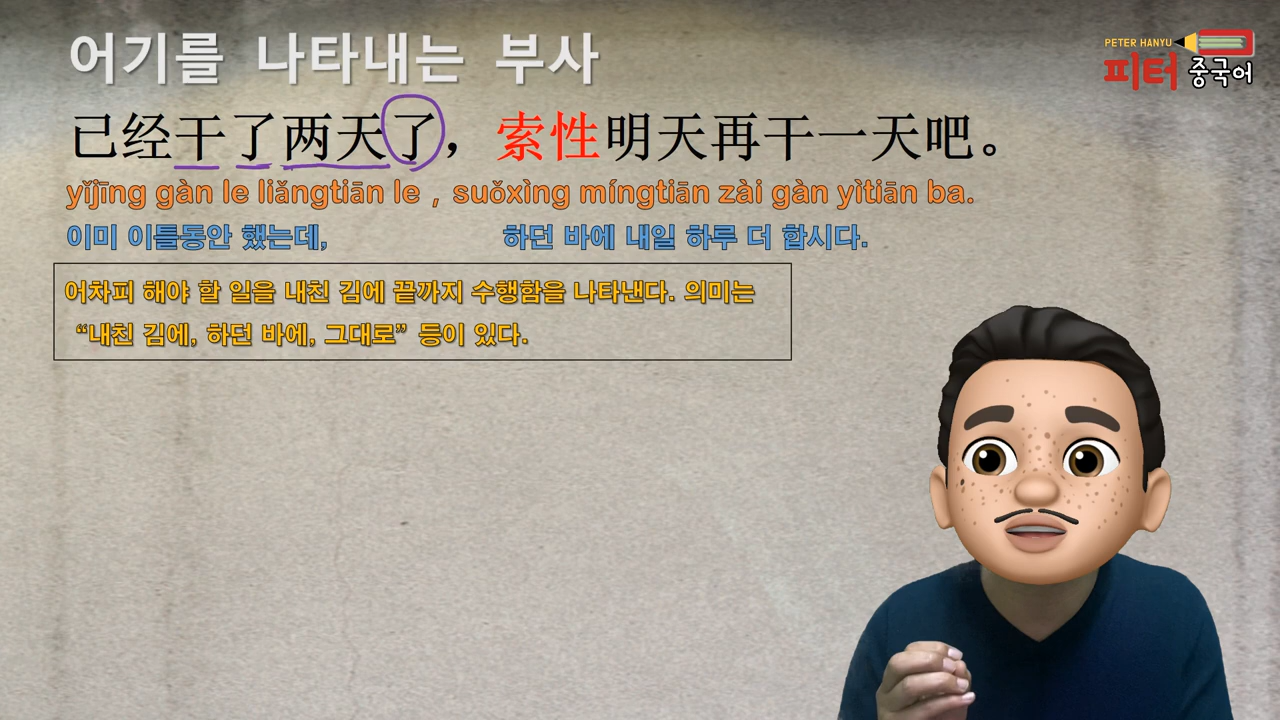 어기를 나타내는 부사
PETER HANYU
피터 중국어
已经干了两天了，索性明天再干一天吧。
yǐjīng gàn le liǎngtiān le , suǒxìng míngtiān zài gàn yìtiān ba.
이미 이틀동안 했는데, 하던 바에 내일 하루 더 합시다.
어차피 해야 할 일을 내친 김에 끝까지 수행함을 나타낸다. 의미는
“내친 김에, 하던 바에, 그대로” 등이 있다.